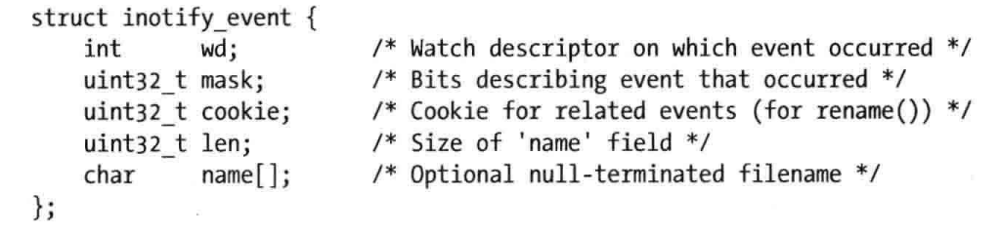 struct inotify_event {
    int      wd;         /* Watch descriptor on which event occurred */
    uint32_t mask;       /* Bits describing event that occurred */
    uint32_t cookie;     /* Cookie for related events (for rename()) */
    uint32_t len;        /* Size of 'name' field */
    char     name[];     /* Optional null-terminated filename */
};